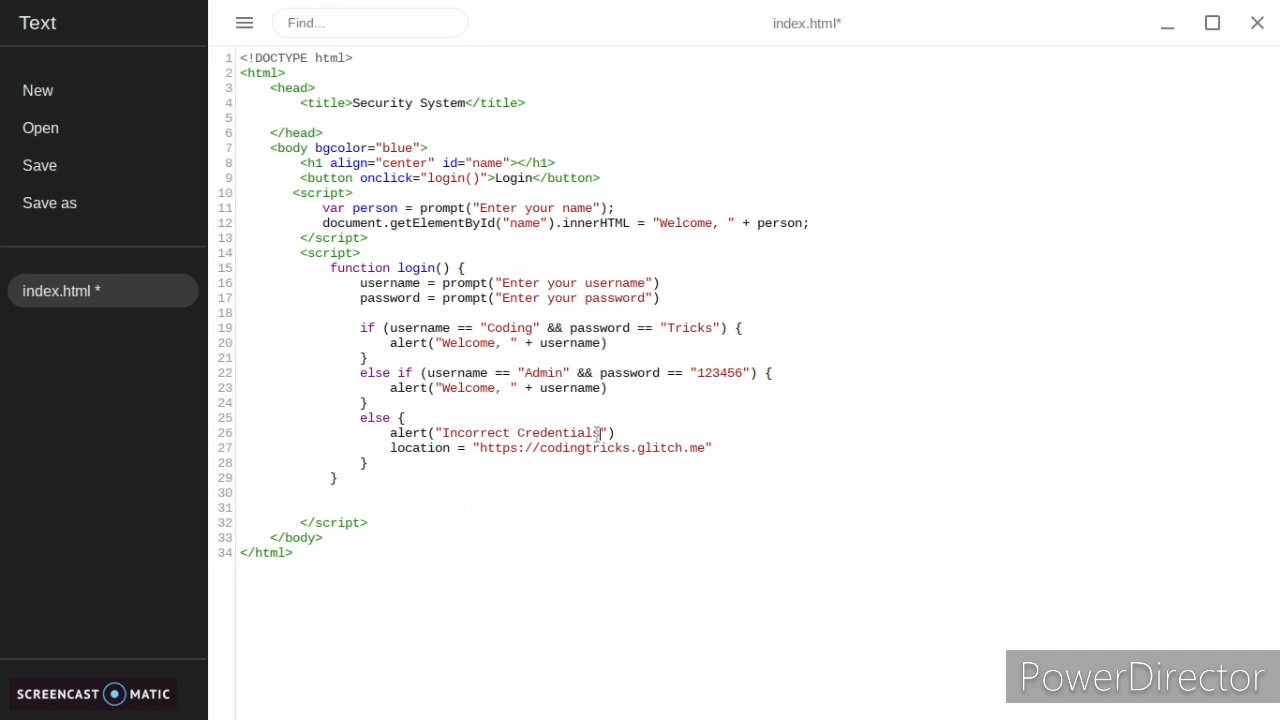 Text
Find...
index.html*
New
Open
Save
Save as
index.html *
1 <!DOCTYPE html>
2 <html>
3     <head>
4         <title>Security System</title>
5
6     </head>
7     <body bgcolor="blue">
8         <h1 align="center" id="name"></h1>
9         <button onclick="login()">Login</button>
10        <script>
11            var person = prompt("Enter your name");
12            document.getElementById("name").innerHTML = "Welcome, " + person;
13         </script>
14         <script>
15             function login() {
16                 username = prompt("Enter your username")
17                 password = prompt("Enter your password")
18
19                 if (username == "Coding" && password == "Tricks") {
20                     alert("Welcome, " + username)
21                 }
22                 else if (username == "Admin" && password == "123456") {
23                     alert("Welcome, " + username)
24                 }
25                 else {
26                     alert("Incorrect Credentials")
27                     location = "https://codingtricks.glitch.me"
28                 }
29             }
30
31
32         </script>
33     </body>
34 </html>
SCREENCAST MATIC
PowerDirector